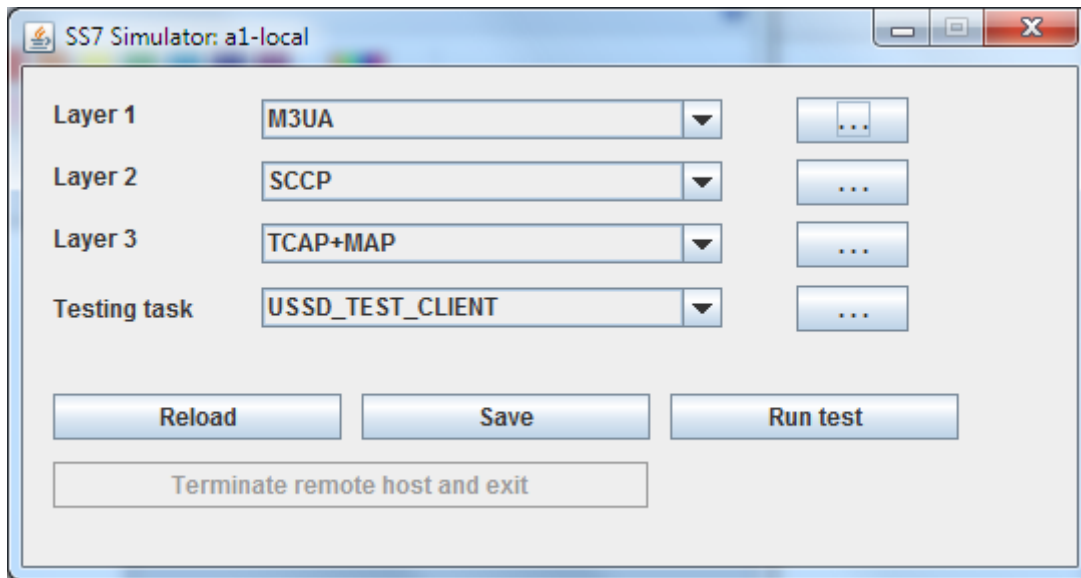 SS7 Simulator: a1-local
Layer 1 M3UA ...
Layer 2 SCCP ...
Layer 3 TCAP+MAP ...
Testing task USSD_TEST_CLIENT ...
Reload Save Run test
Terminate remote host and exit